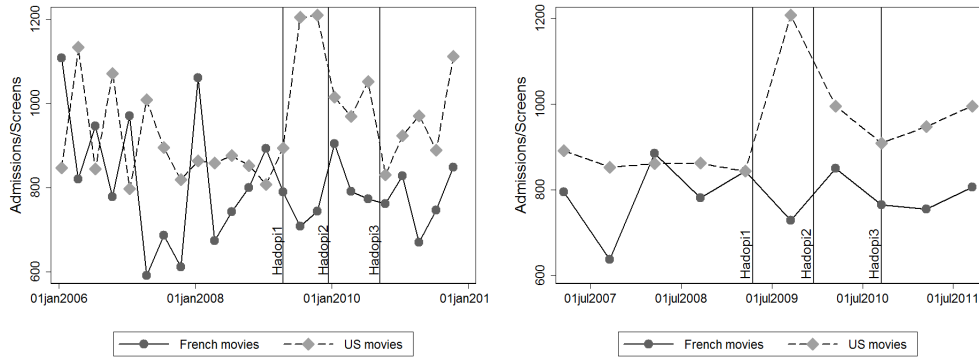 Admissions/Screens
1200
1000
800
600
Hadopi1
Hadopi2
Hadopi3
01jan2006
01jan2008
01jan2010
01jan201
French movies
US movies
Admissions/Screens
1200
1000
800
600
Hadopi1
Hadopi2
Hadopi3
01jul2007
01jul2008
01jul2009
01jul2010
01jul2011
French movies
US movies